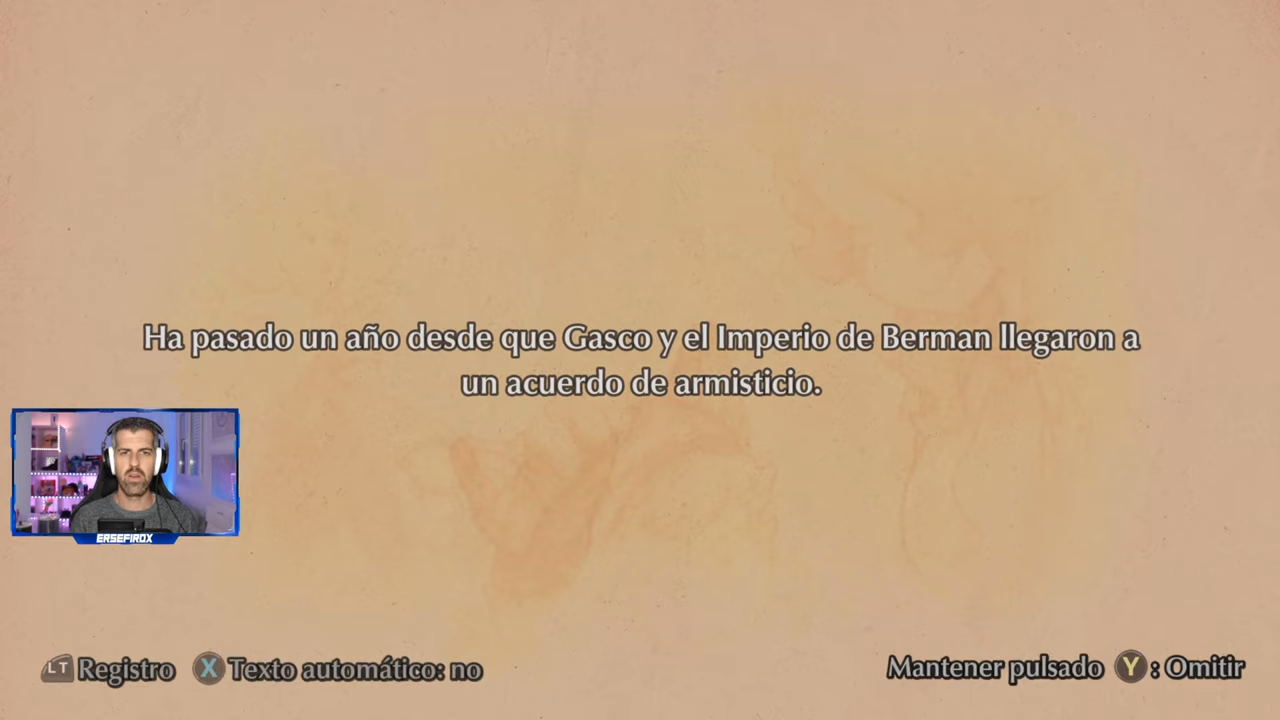 Ha pasado un año desde que Gasco y el Imperio de Berman llegaron a
un acuerdo de armisticio.
ERSEFIROX
LT Registro X Texto automático: no
Mantener pulsado Y : Omitir